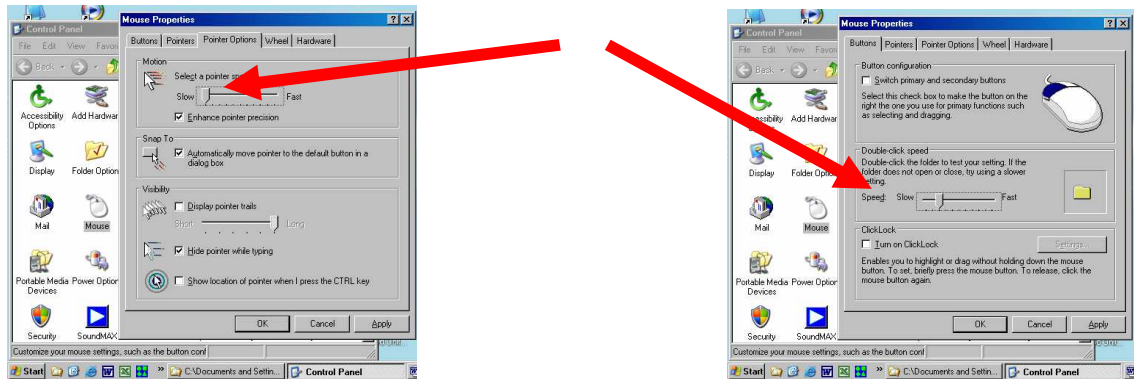 Control Panel
Mouse Properties
File Edit View Favor
Back
Buttons Pointers Pointer Options Wheel Hardware
Motion
Select a pointer sp
Slow Fast
Enhance pointer precision
Snap To
Automatically move pointer to the default button in a
dialog box
Visibility
Display pointer trails
Short Long
Hide pointer while typing
Show location of pointer when I press the CTRL key
OK Cancel Apply
Accessibility Options
Add Hardwar
Display
Folder Option
Mail
Mouse
Portable Media Devices
Power Option
Security
SoundMAX
Customize your mouse settings, such as the button conf
Start
C:\Documents and Settin...
Control Panel
Control Panel
Mouse Properties
File Edit View Favor
Back
Buttons Pointers Pointer Options Wheel Hardware
Button configuration
Switch primary and secondary buttons
Select this check box to make the button on the
right the one you use for primary functions such
as selecting and dragging.
Double-click speed
Double-click the folder to test your setting. If the
folder does not open or close, try using a slower
setting.
Speed: Slow Fast
ClickLock
Turn on ClickLock
Settings...
Enables you to highlight or drag without holding down the mouse
button. To set, briefly press the mouse button. To release, click the
mouse button again.
OK Cancel Apply
Add Hardwar
Display
Mail
Mouse
Portable Media Devices
Power Option
Security
SoundMAX
Customize your mouse settings, such as the button conf
Start
C:\Documents and Settin...
Control Panel